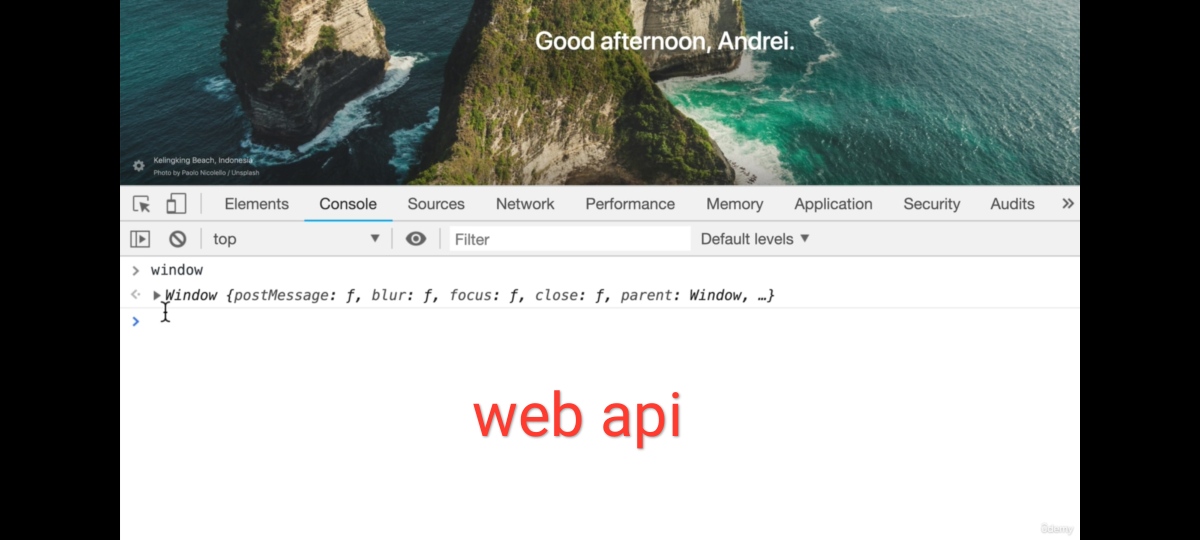 Good afternoon, Andrei.
Kelingking Beach, Indonesia
Photo by Paolo Nicolello / Unsplash
Elements Console Sources Network Performance Memory Application Security Audits »
top ▼ Filter Default levels ▼
> window
<· ▶Window {postMessage: ƒ, blur: ƒ, focus: ƒ, close: ƒ, parent: Window, …}
>
web api
Udemy